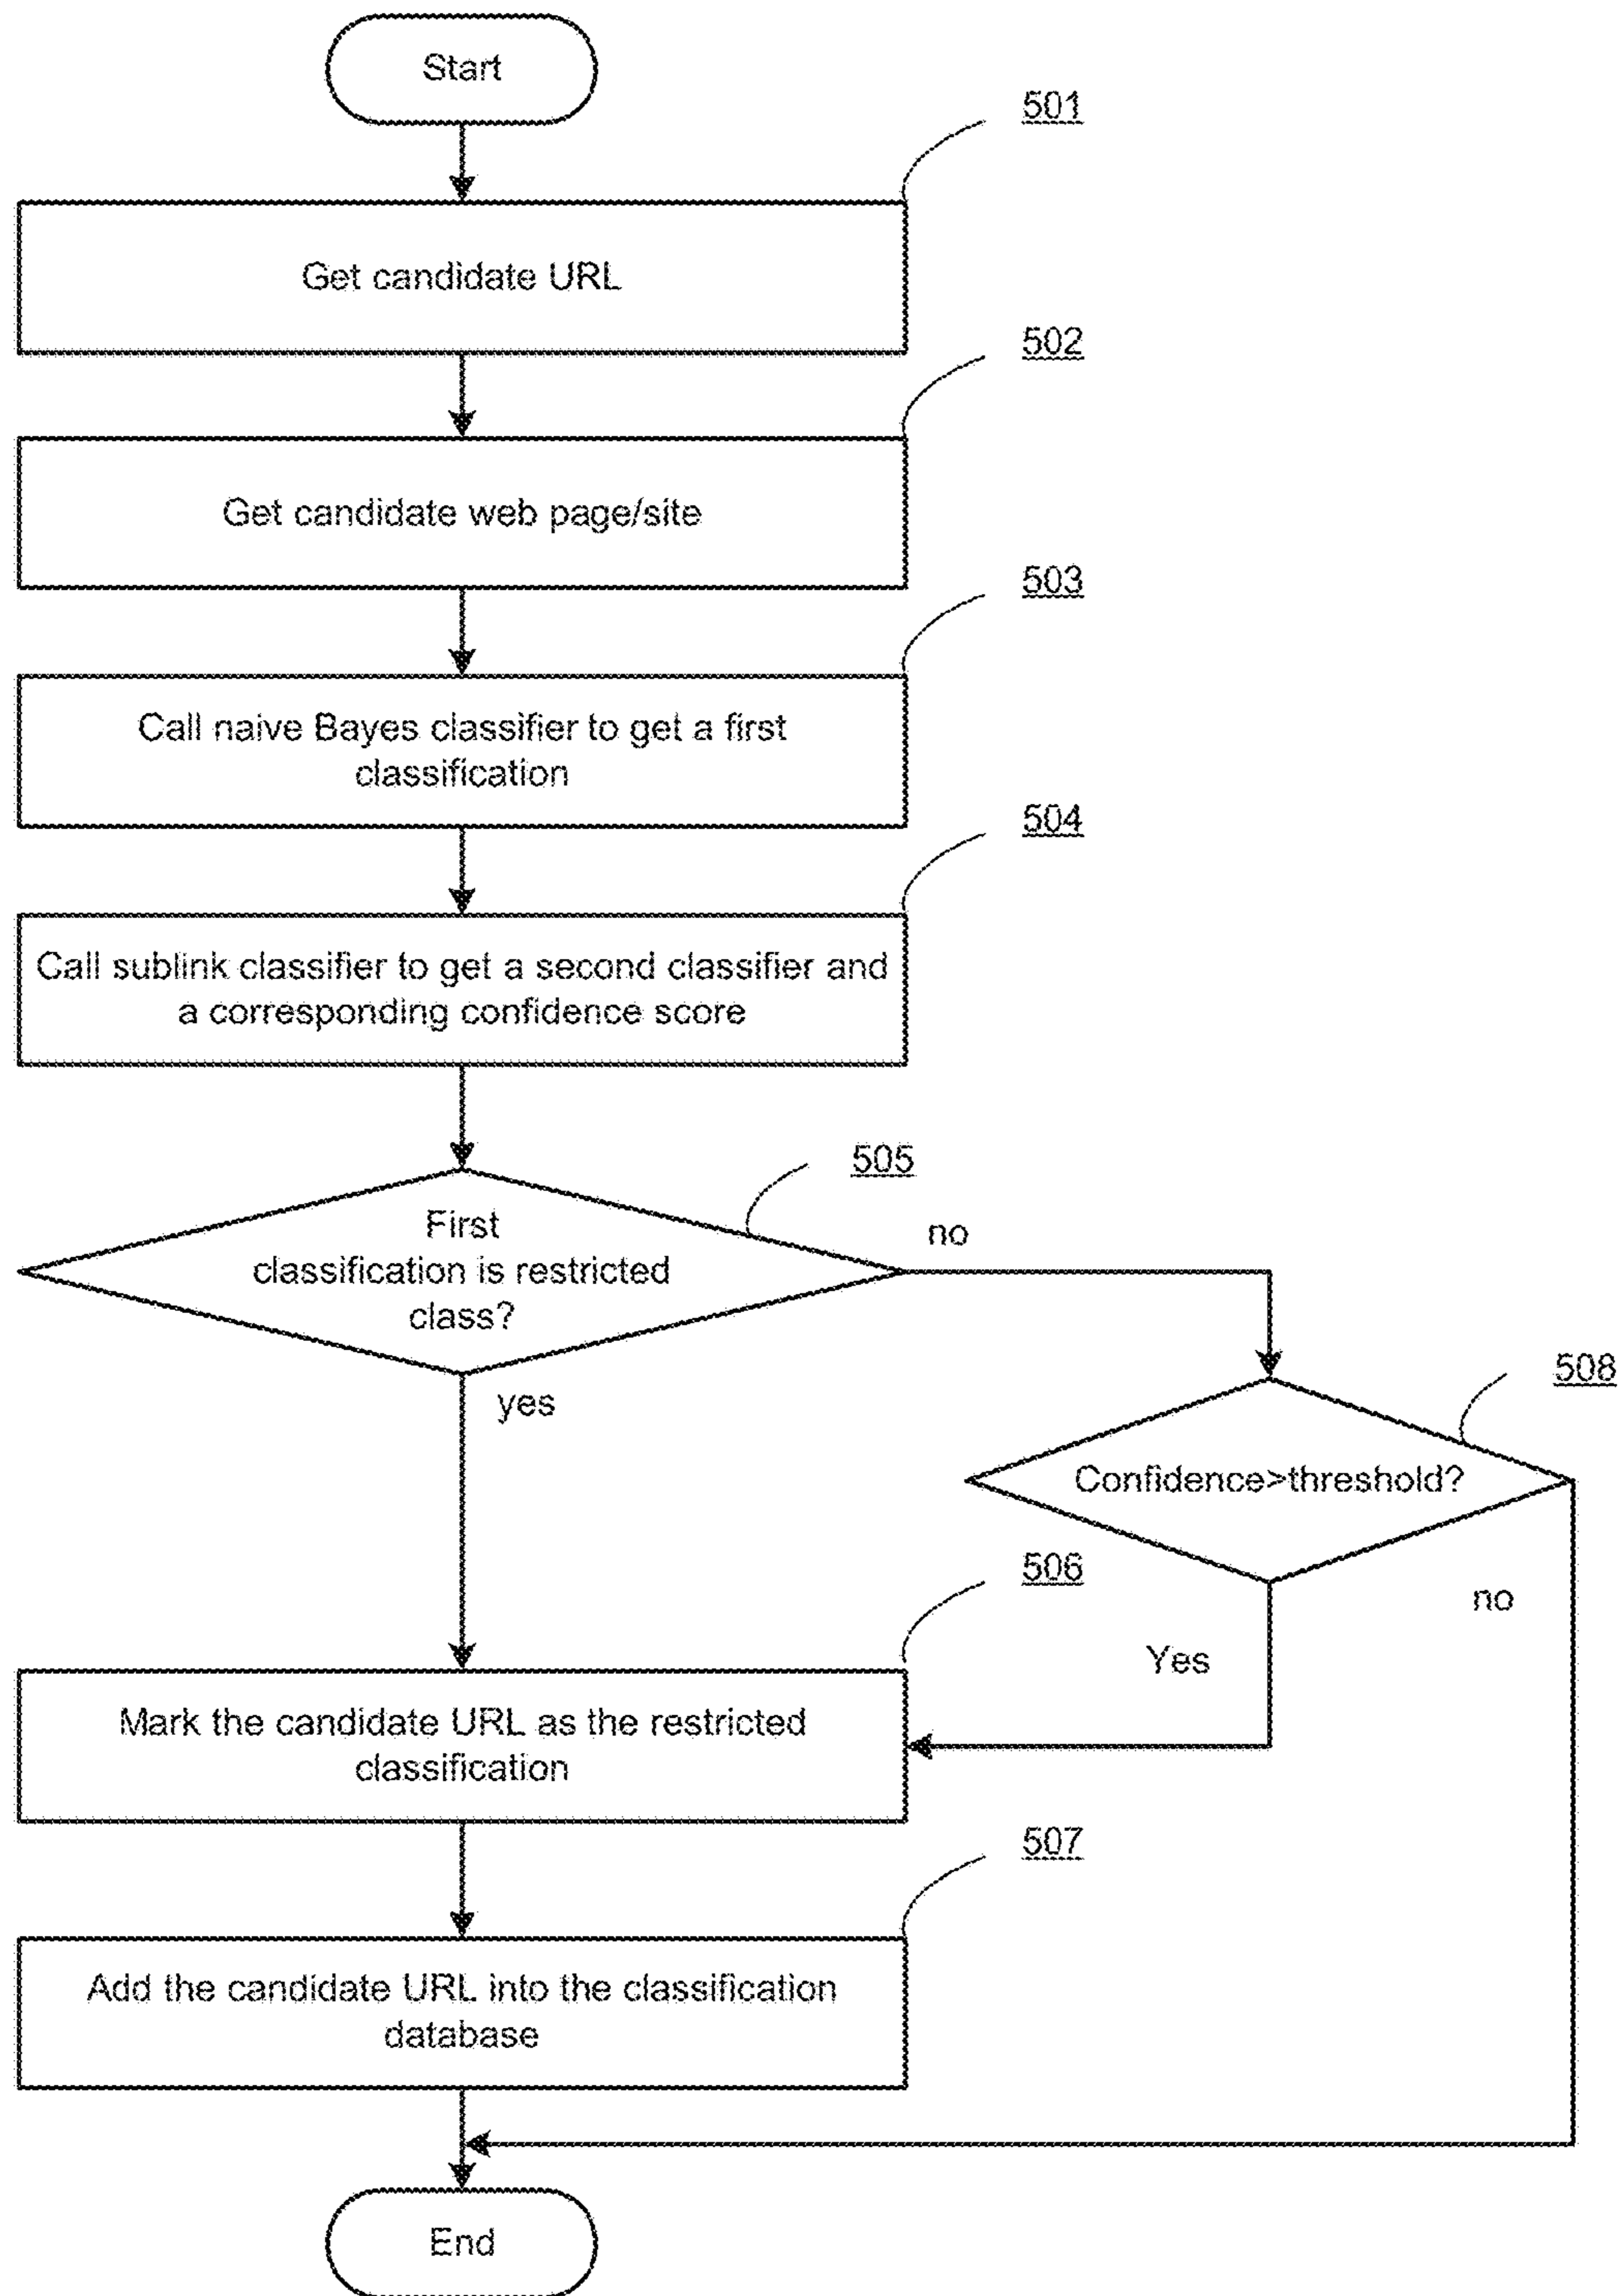 Start
501
Get candidate URL
502
Get candidate web page/site
503
Call naive Bayes classifier to get a first
classification
504
Call sublink classifier to get a second classifier and
a corresponding confidence score
505
First
classification is restricted
class?
no
yes
508
Confidence>threshold?
no
Yes
506
Mark the candidate URL as the restricted
classification
507
Add the candidate URL into the classification
database
End